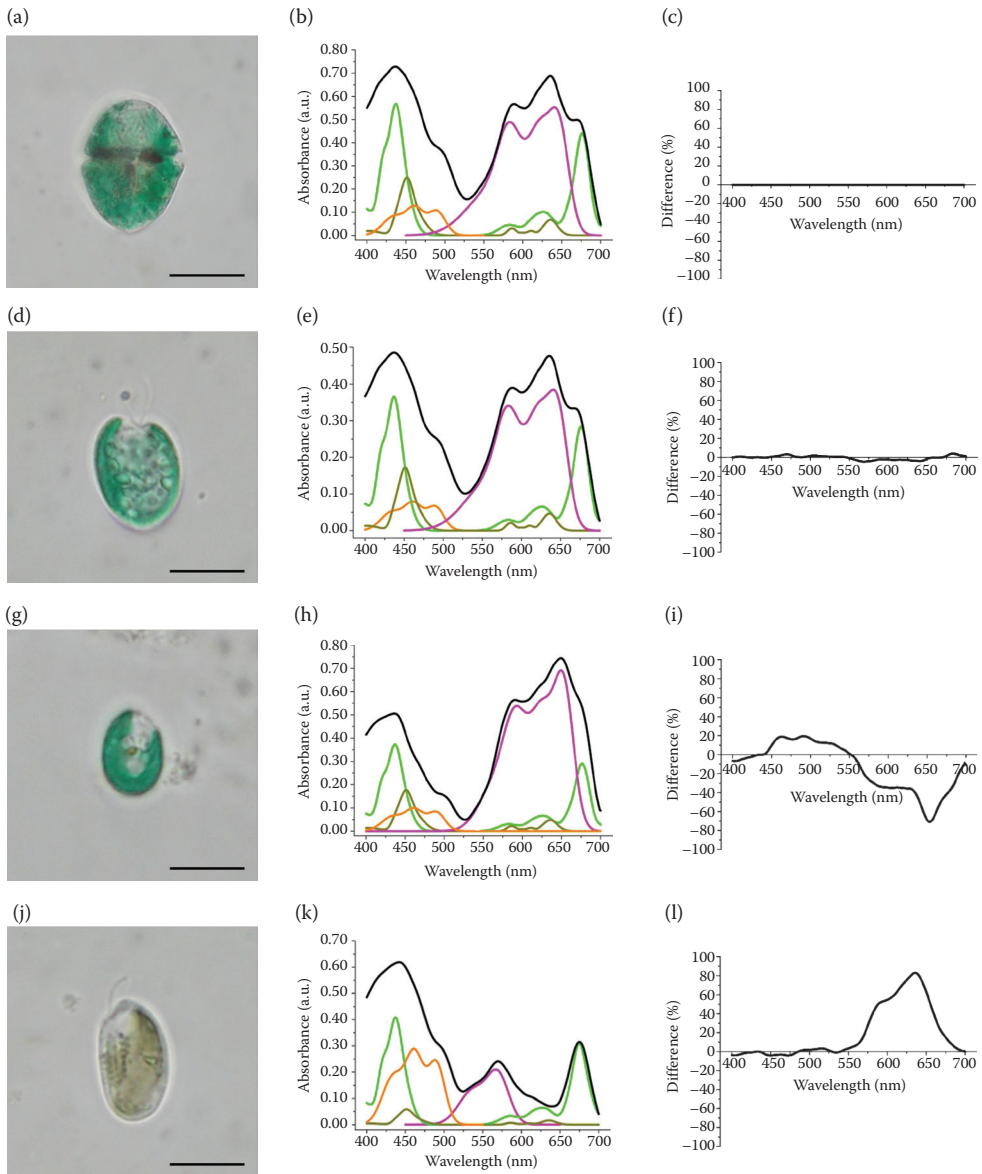 (a)
(b)
(c)
0.80
0.70
0.60
0.50
0.40
0.30
0.20
0.10
0.00
Absorbance (a.u.)
400 450 500 550 600 650 700
Wavelength (nm)
100
80
60
40
20
0
−20
−40
−60
−80
−100
Difference (%)
400 450 500 550 600 650 700
Wavelength (nm)
(d)
(e)
(f)
0.50
0.40
0.30
0.20
0.10
0.00
Absorbance (a.u.)
400 450 500 550 600 650 700
Wavelength (nm)
100
80
60
40
20
0
−20
−40
−60
−80
−100
Difference (%)
400 450 500 550 600 650 700
Wavelength (nm)
(g)
(h)
(i)
0.80
0.70
0.60
0.50
0.40
0.30
0.20
0.10
0.00
Absorbance (a.u.)
400 450 500 550 600 650 700
Wavelength (nm)
100
80
60
40
20
0
−20
−40
−60
−80
−100
Difference (%)
400 450 500 550 600 650 700
Wavelength (nm)
(j)
(k)
(l)
0.70
0.60
0.50
0.40
0.30
0.20
0.10
0.00
Absorbance (a.u.)
400 450 500 550 600 650 700
Wavelength (nm)
100
80
60
40
20
0
−20
−40
−60
−80
−100
Difference (%)
400 450 500 550 600 650 700
Wavelength (nm)